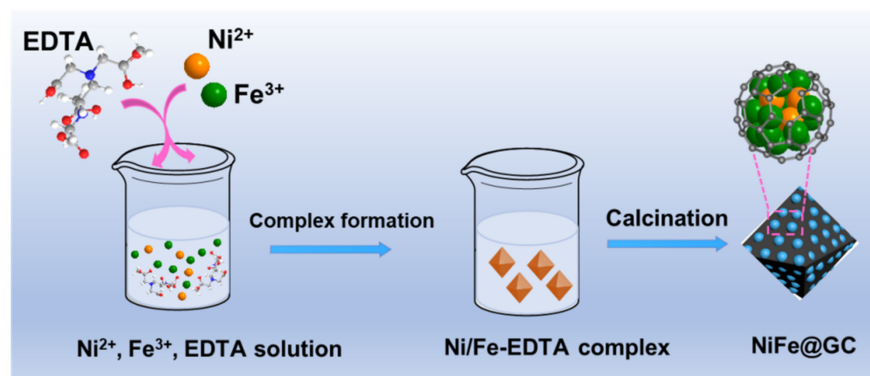 EDTA
Ni²⁺
Fe³⁺
Complex formation
Calcination
Ni²⁺, Fe³⁺, EDTA solution
Ni/Fe-EDTA complex
NiFe@GC